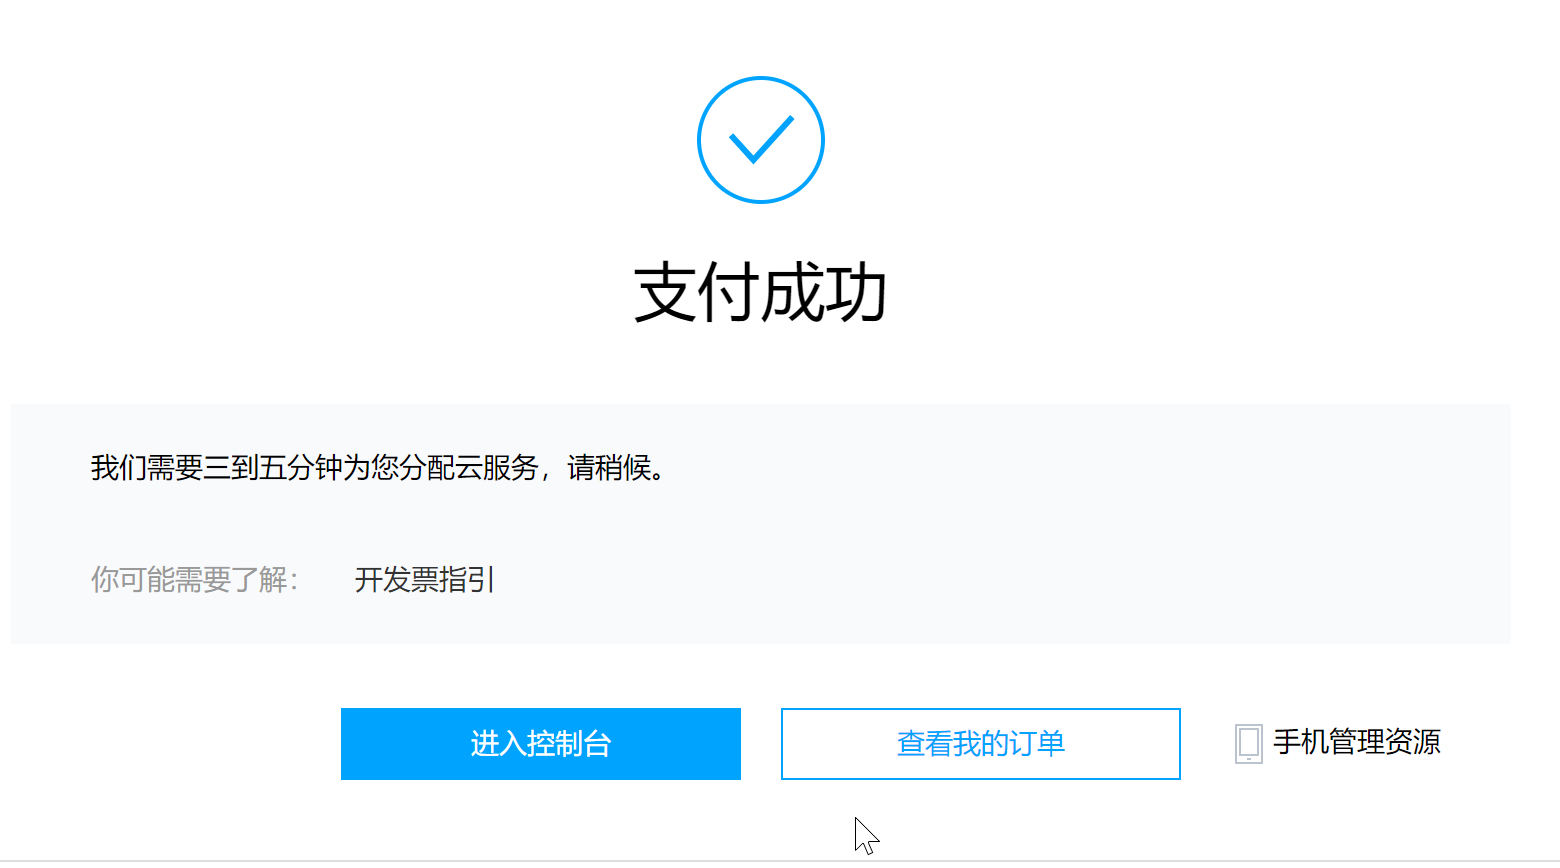 支付成功
我们需要三到五分钟为您分配云服务，请稍候。
你可能需要了解： 开发票指引
进入控制台 查看我的订单 手机管理资源